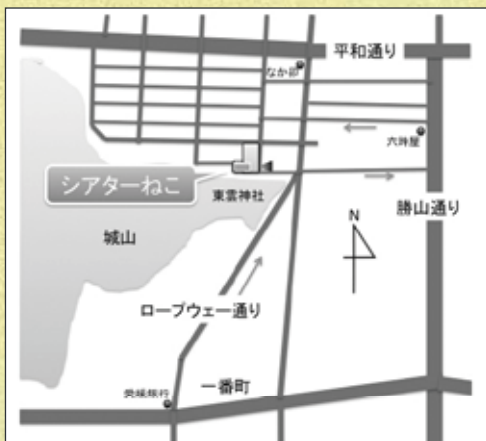 平和通り
なか卯
六時屋
シアターねこ
東雲神社
勝山通り
城山
N
ロープウェー通り
一番町
愛媛銀行